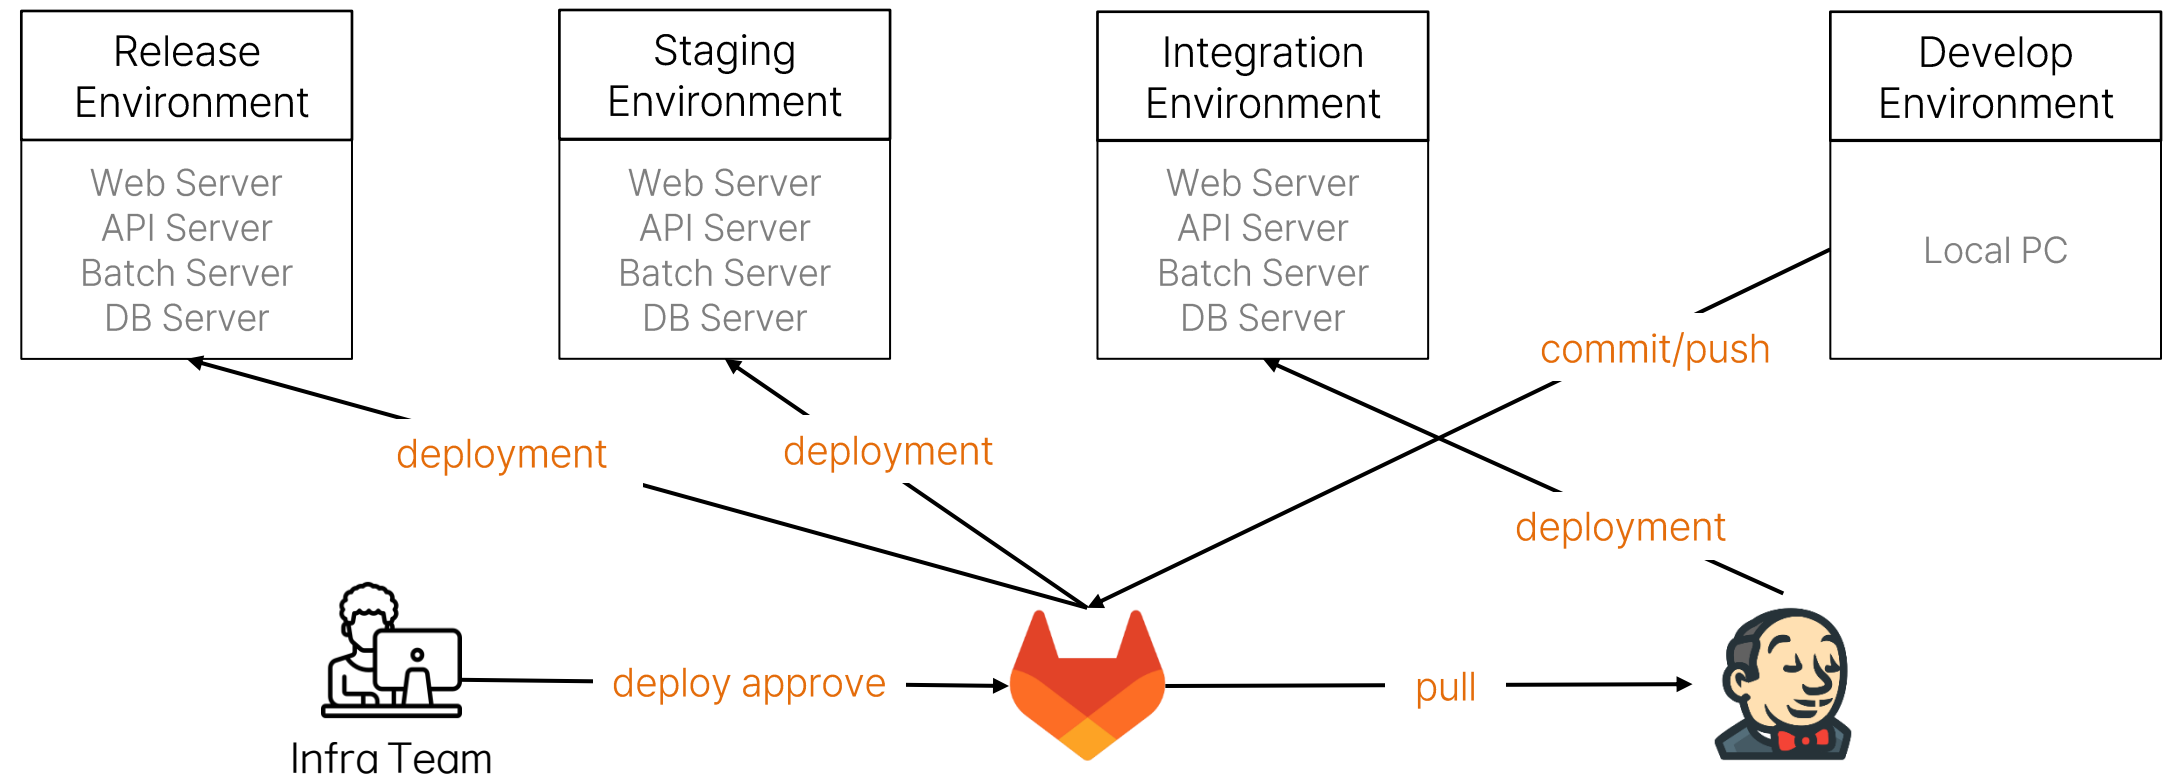 Release
Environment
Web Server
API Server
Batch Server
DB Server
Staging
Environment
Web Server
API Server
Batch Server
DB Server
Integration
Environment
Web Server
API Server
Batch Server
DB Server
Develop
Environment
Local PC
commit/push
deployment
deployment
deployment
deploy approve
pull
Infra Team